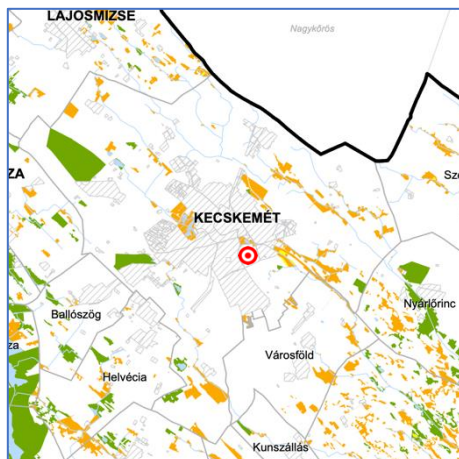 LAJOSMIZSE
Nagykőrös
ZA
Sze
KECSKEMÉT
Nyárlőrinc
Ballószög
za
Városföld
Helvécia
Kunszállás